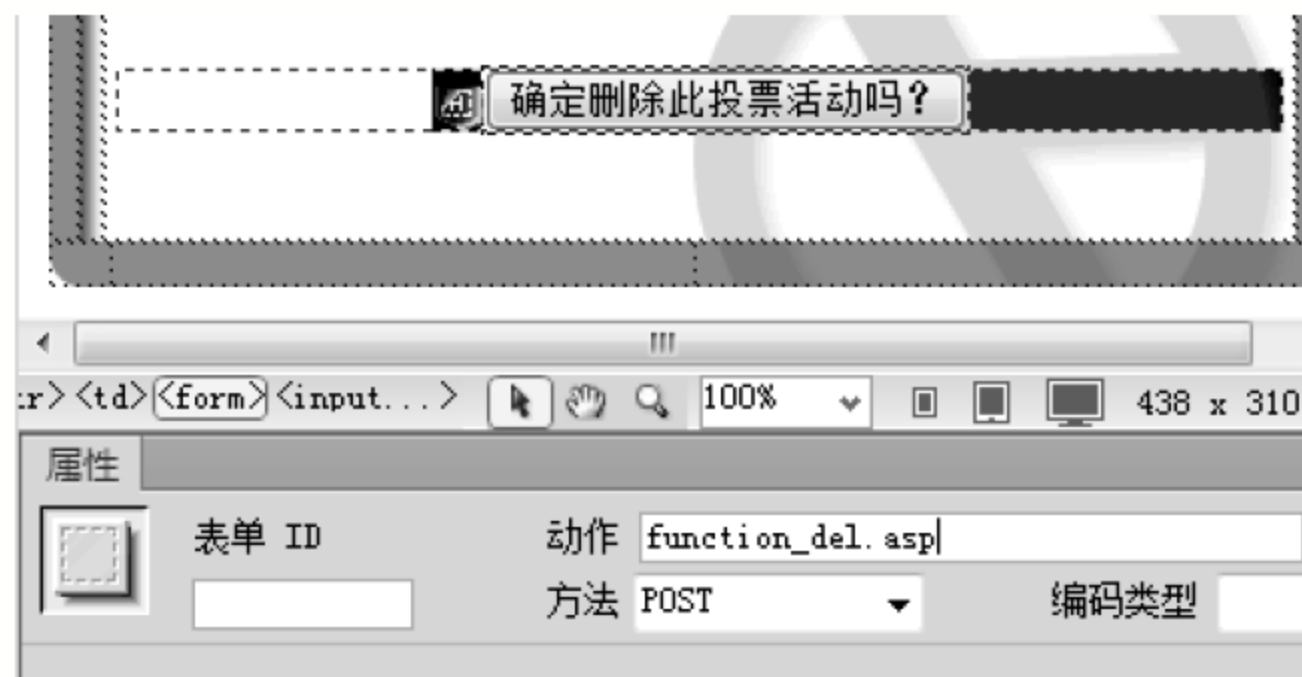 确定删除此投票活动吗？
:r> <td> <form> <input...> 100% 438 x 310
属性
表单 ID 动作 function_del.asp
方法 POST 编码类型